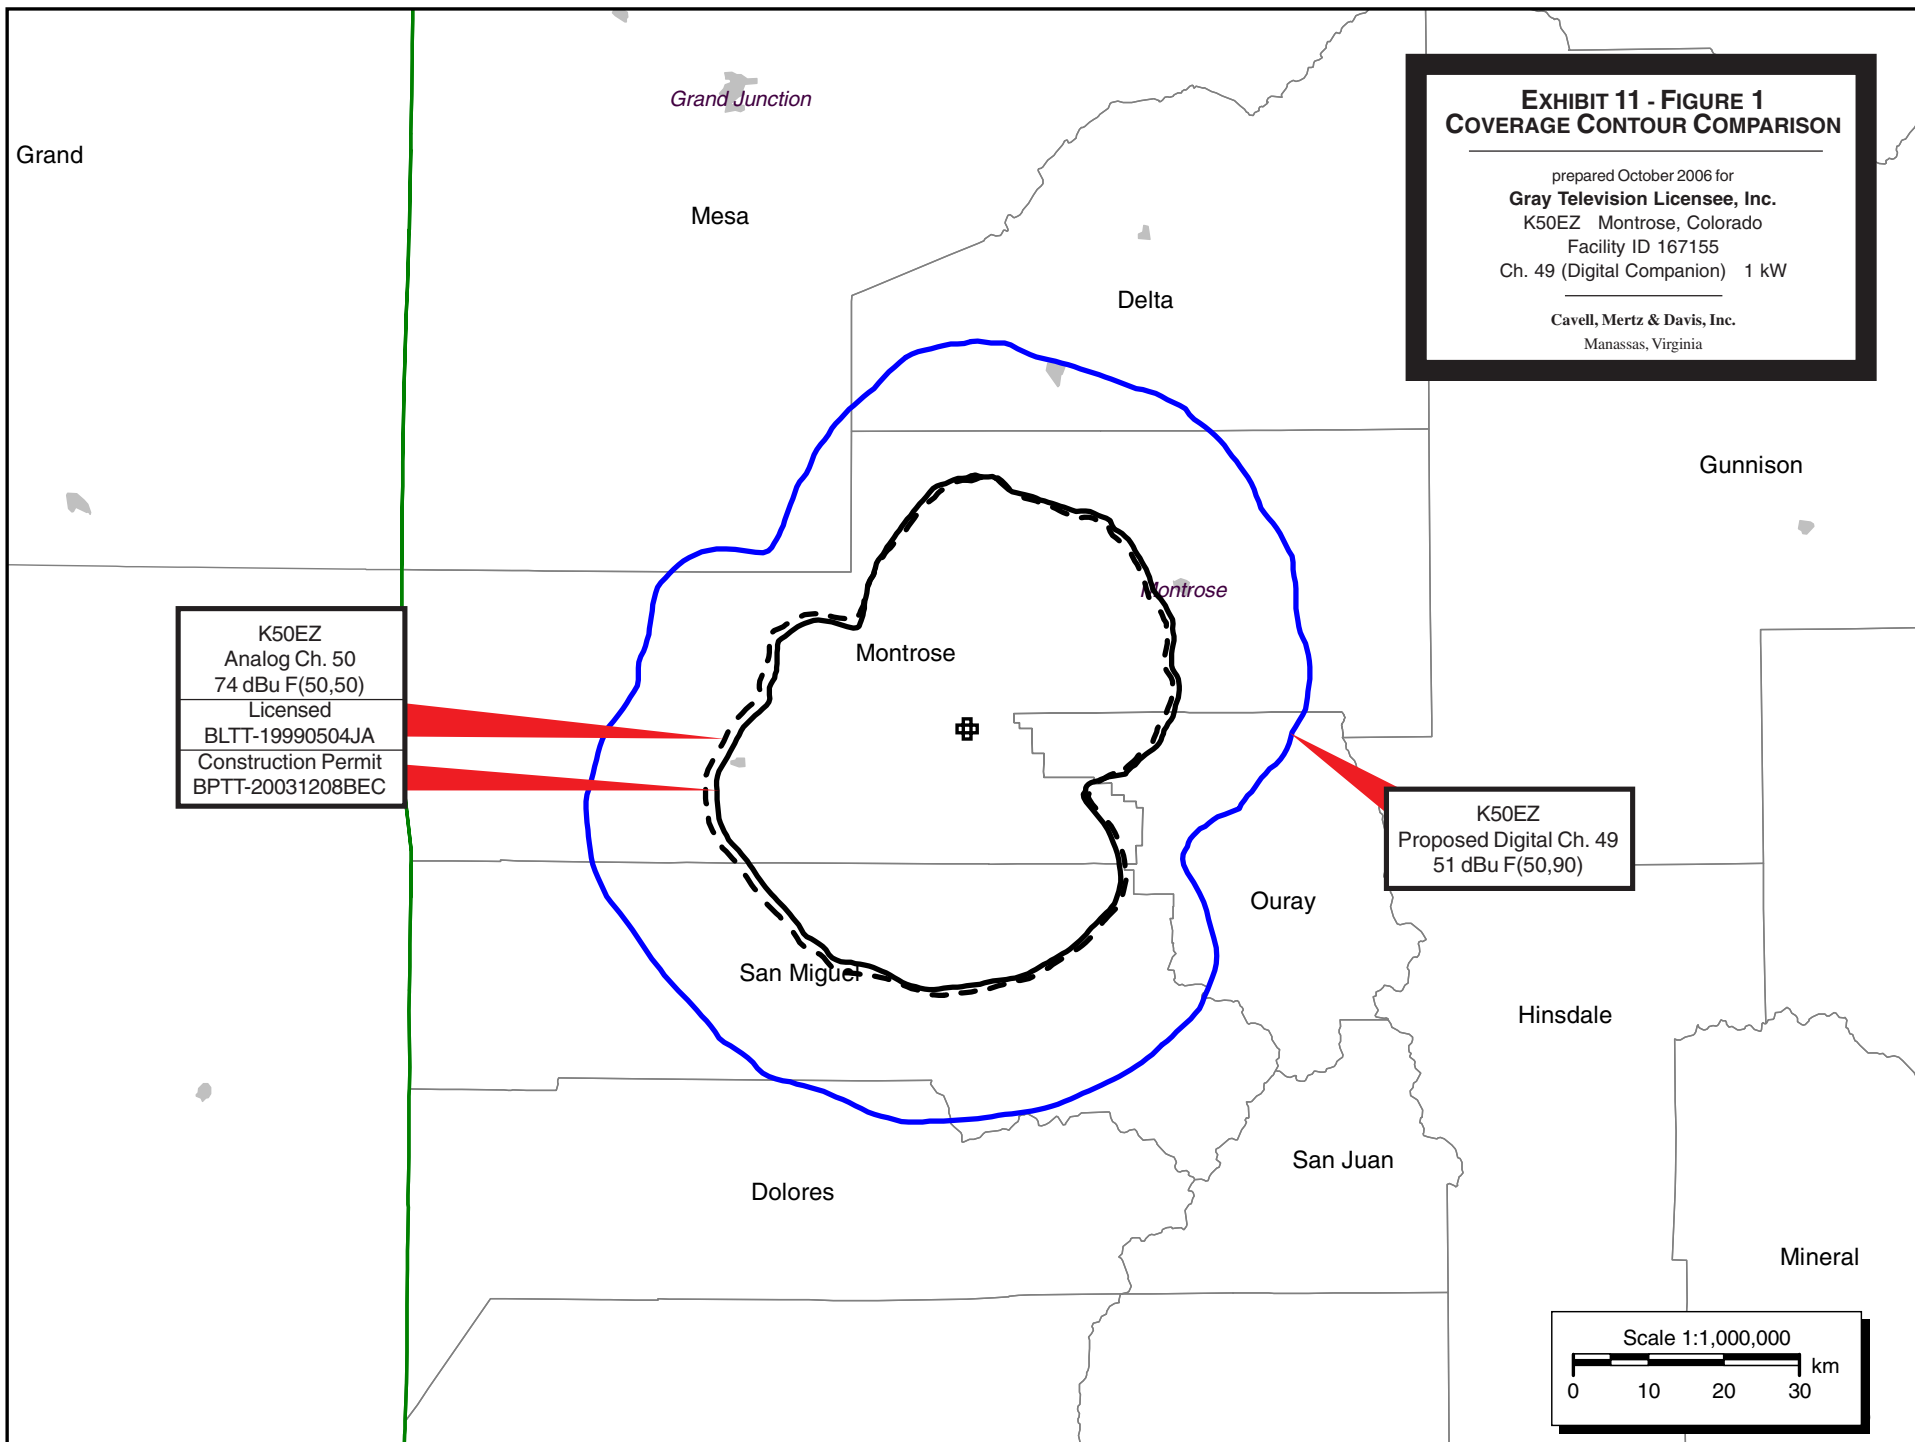 EXHIBIT 11 - FIGURE 1
COVERAGE CONTOUR COMPARISON
prepared October 2006 for
Gray Television Licensee, Inc.
K50EZ Montrose, Colorado
Facility ID 167155
Ch. 49 (Digital Companion) 1 kW
Cavell, Mertz & Davis, Inc.
Manassas, Virginia
Grand Junction
Grand
Mesa
Delta
Gunnison
Montrose
K50EZ
Analog Ch. 50
74 dBu F(50,50)
Licensed
BLTT-19990504JA
Construction Permit
BPTT-20031208BEC
Montrose
K50EZ
Proposed Digital Ch. 49
51 dBu F(50,90)
Ouray
San Miguel
Hinsdale
San Juan
Dolores
Mineral
Scale 1:1,000,000
km
0 10 20 30